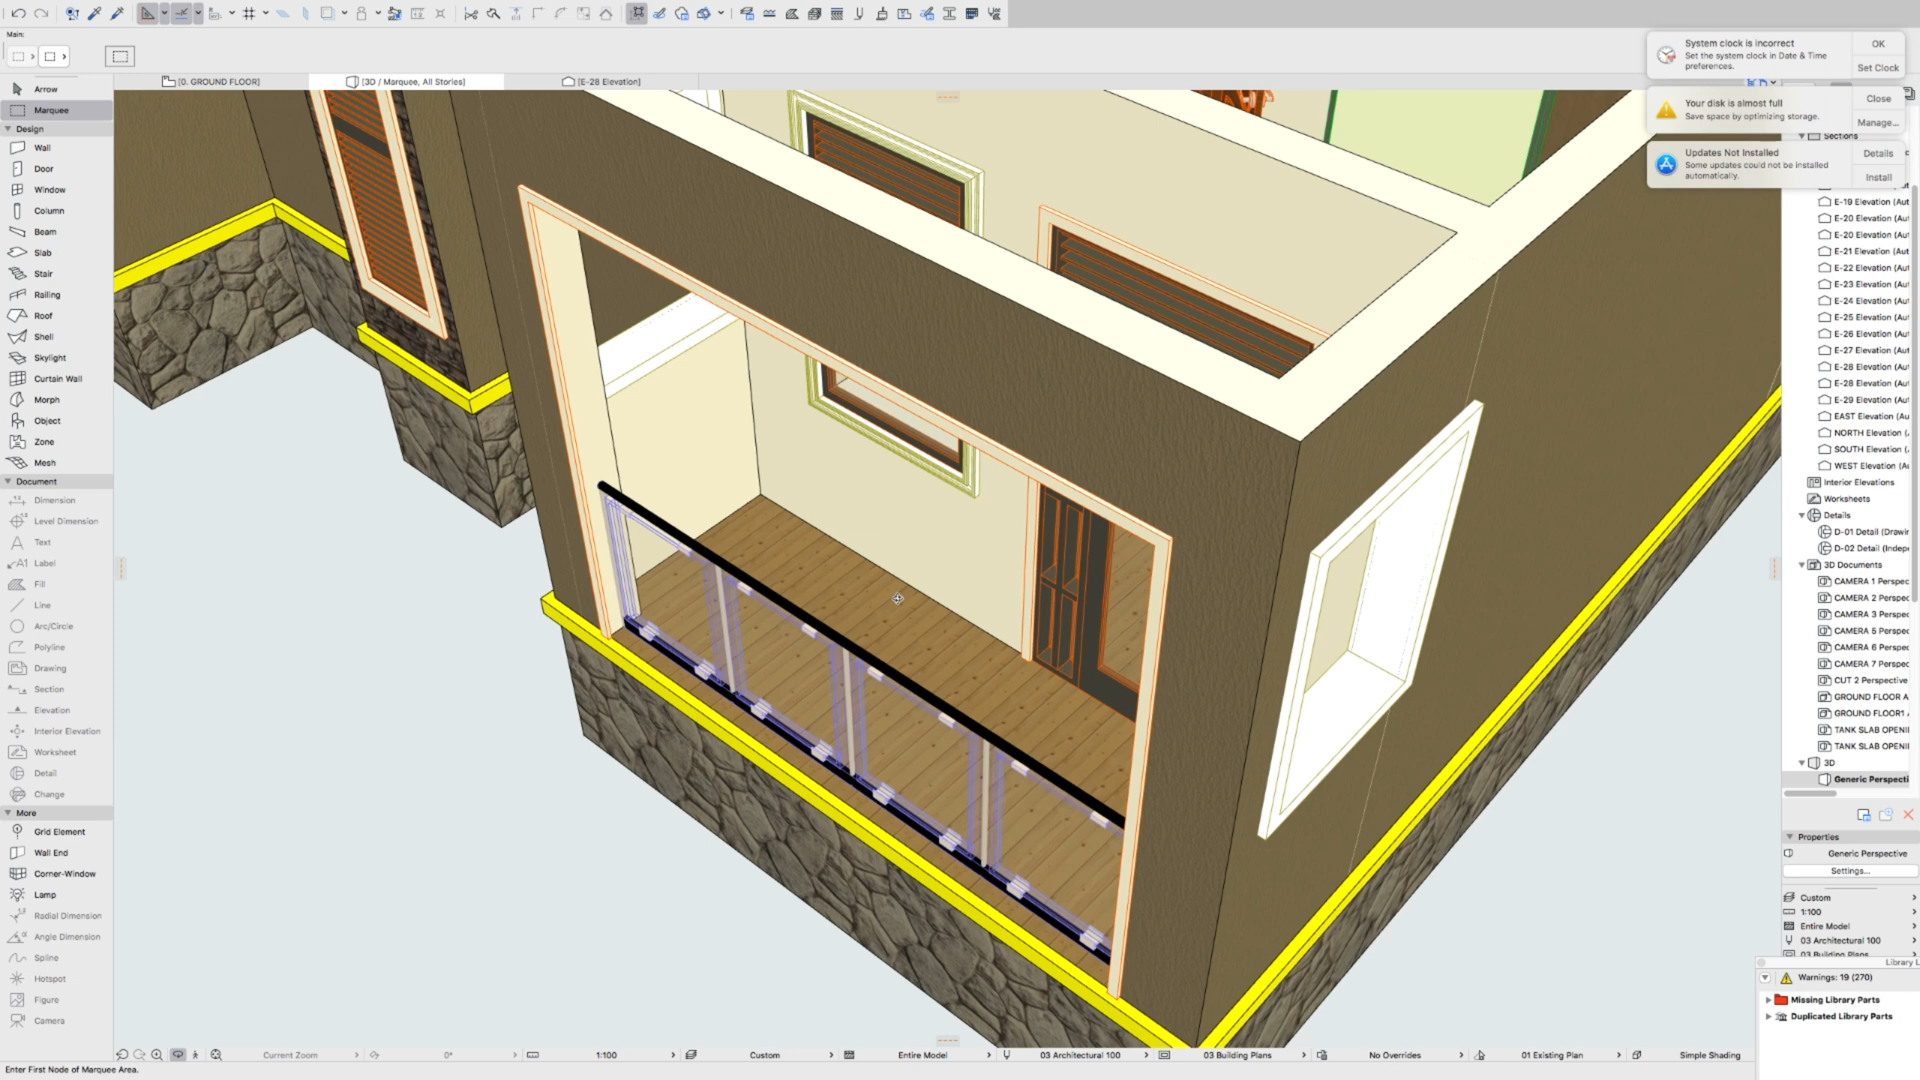 Main:
[0. GROUND FLOOR]
[3D / Marquee, All Stories]
[E-28 Elevation]
Arrow
Marquee
Design
Wall
Door
Window
Column
Beam
Slab
Stair
Railing
Roof
Shell
Skylight
Curtain Wall
Morph
Object
Zone
Mesh
Document
Dimension
Level Dimension
Text
A1 Label
Fill
Line
Arc/Circle
Polyline
Drawing
Section
Elevation
Interior Elevation
Worksheet
Detail
Change
More
Grid Element
Wall End
Corner-Window
Lamp
Radial Dimension
Angle Dimension
Spline
Hotspot
Figure
Camera
System clock is incorrect
Set the system clock in Date & Time
preferences.
OK
Set Clock
Your disk is almost full
Save space by optimizing storage.
Close
Manage...
Updates Not Installed
Some updates could not be installed
automatically.
Details
Install
Sections
E-19 Elevation (Aut
E-20 Elevation (Aut
E-20 Elevation (Aut
E-21 Elevation (Aut
E-22 Elevation (Aut
E-23 Elevation (Aut
E-24 Elevation (Aut
E-25 Elevation (Aut
E-26 Elevation (Aut
E-27 Elevation (Aut
E-28 Elevation (Aut
E-28 Elevation (Aut
E-29 Elevation (Aut
EAST Elevation (Au
NORTH Elevation (
SOUTH Elevation (
WEST Elevation (Au
Interior Elevations
Worksheets
Details
D-01 Detail (Drawin
D-02 Detail (Indep
3D Documents
CAMERA 1 Perspec
CAMERA 2 Perspec
CAMERA 3 Perspec
CAMERA 5 Perspec
CAMERA 6 Perspec
CAMERA 7 Perspec
CUT 2 Perspective
GROUND FLOOR A
GROUND FLOOR1
TANK SLAB OPENI
TANK SLAB OPENI
3D
Generic Perspecti
Properties
Generic Perspective
Settings...
Custom
1:100
Entire Model
03 Architectural 100
03 Building Plans
Library L
Warnings: 19 (270)
Missing Library Parts
Duplicated Library Parts
Current Zoom
0°
1:100
Custom
Entire Model
03 Architectural 100
03 Building Plans
No Overrides
01 Existing Plan
Simple Shading
Enter First Node of Marquee Area.